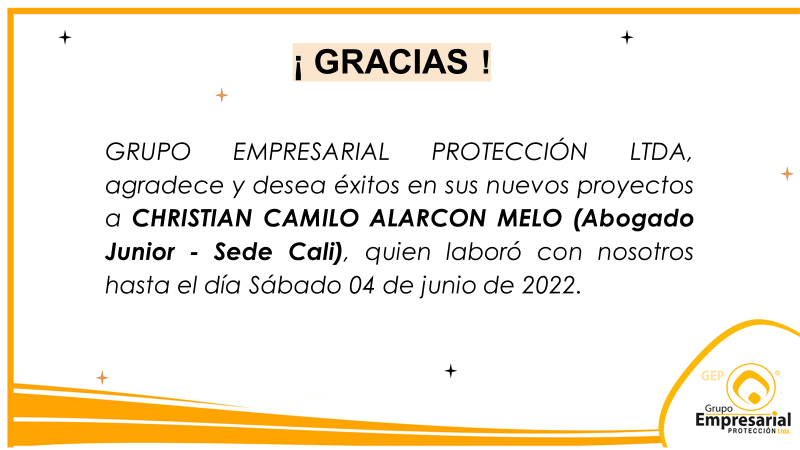 ¡ GRACIAS !
GRUPO EMPRESARIAL PROTECCIÓN LTDA,
agradece y desea éxitos en sus nuevos proyectos
a CHRISTIAN CAMILO ALARCON MELO (Abogado
Junior - Sede Cali), quien laboró con nosotros
hasta el día Sábado 04 de junio de 2022.
GEP ®
Grupo
Empresarial
PROTECCIÓN Ltda.